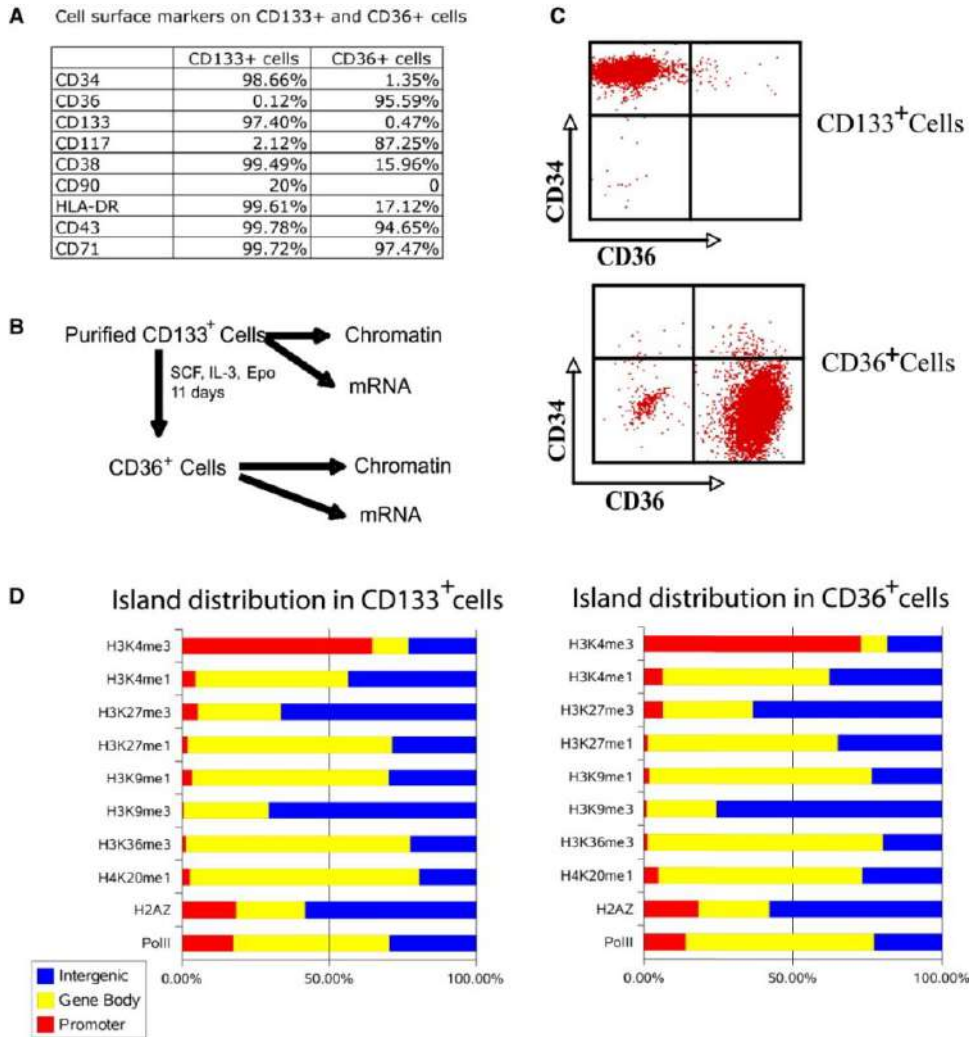 A Cell surface markers on CD133+ and CD36+ cells
CD133+ cells CD36+ cells
CD34 98.66% 1.35%
CD36 0.12% 95.59%
CD133 97.40% 0.47%
CD117 2.12% 87.25%
CD38 99.49% 15.96%
CD90 20% 0
HLA-DR 99.61% 17.12%
CD43 99.78% 94.65%
CD71 99.72% 97.47%
B
Purified CD133+ Cells Chromatin
SCF, IL-3, Epo
11 days
mRNA
CD36+ Cells Chromatin
mRNA
C
CD34
CD36
CD133+Cells
CD34
CD36
CD36+Cells
D
Island distribution in CD133+cells
H3K4me3
H3K4me1
H3K27me3
H3K27me1
H3K9me1
H3K9me3
H3K36me3
H4K20me1
H2AZ
PolII
0.00% 50.00% 100.00%
Intergenic
Gene Body
Promoter
Island distribution in CD36+cells
H3K4me3
H3K4me1
H3K27me3
H3K27me1
H3K9me1
H3K9me3
H3K36me3
H4K20me1
H2AZ
PolII
0.00% 50.00% 100.00%